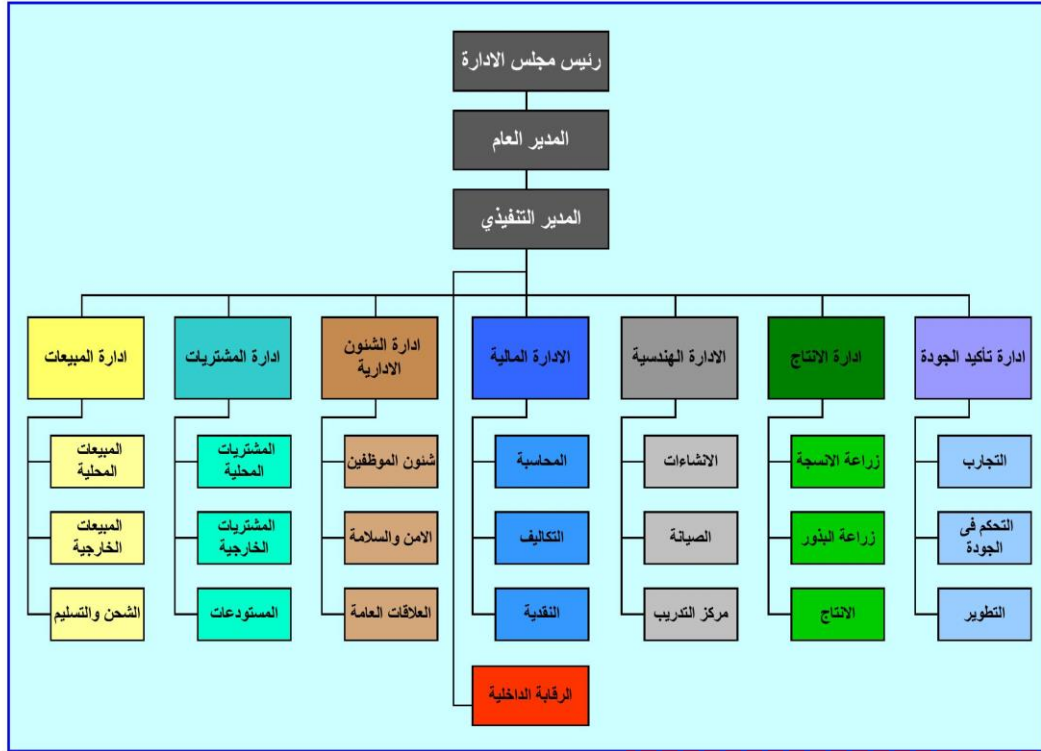 رئيس مجلس الادارة
المدير العام
المدير التنفيذي
ادارة تأكيد الجودة
ادارة الانتاج
الادارة الهندسية
الادارة المالية
ادارة الشئون
الادارية
ادارة المشتريات
ادارة المبيعات
التجارب
زراعة الانسجة
الانشاءات
المحاسبة
شئون الموظفين
المشتريات
المحلية
المبيعات
المحلية
التحكم فى
الجودة
زراعة البذور
الصيانة
التكاليف
الامن والسلامة
المشتريات
الخارجية
المبيعات
الخارجية
التطوير
الانتاج
مركز التدريب
النقدية
العلاقات العامة
المستودعات
الشحن والتسليم
الرقابة الداخلية